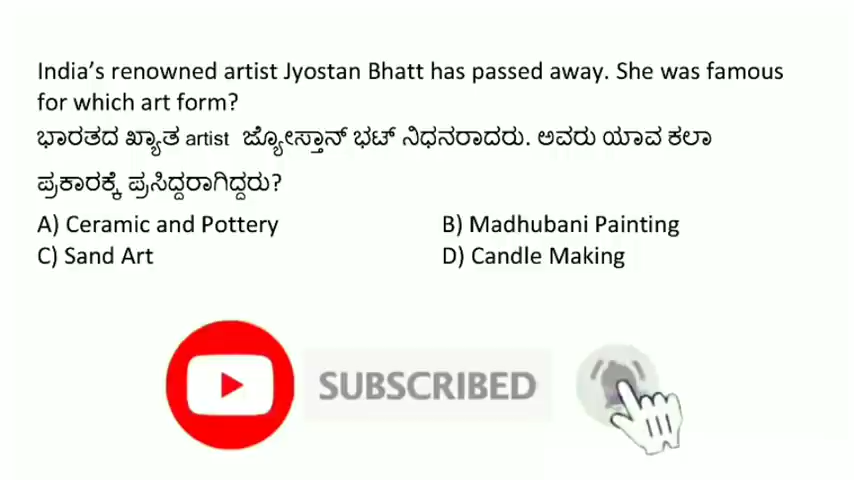 India’s renowned artist Jyostan Bhatt has passed away. She was famous
for which art form?
ಭಾರತದ ಖ್ಯಾತ artist ಜ್ಯೋಸ್ತಾನ್ ಭಟ್ ನಿಧನರಾದರು. ಅವರು ಯಾವ ಕಲಾ
ಪ್ರಕಾರಕ್ಕೆ ಪ್ರಸಿದ್ದರಾಗಿದ್ದರು?
A) Ceramic and Pottery B) Madhubani Painting
C) Sand Art D) Candle Making
SUBSCRIBED